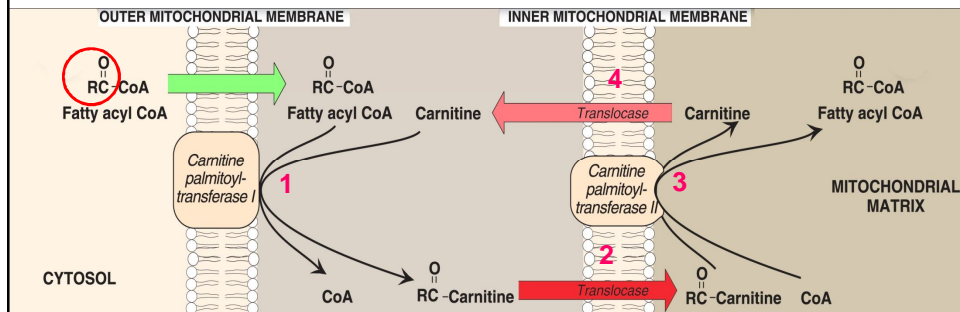 OUTER MITOCHONDRIAL MEMBRANE
INNER MITOCHONDRIAL MEMBRANE
O
RC-CoA
Fatty acyl CoA
O
RC-CoA
Fatty acyl CoA
Carnitine
4
Translocase
Carnitine
O
RC-CoA
Fatty acyl CoA
Carnitine
palmitoyl-
transferase I
1
Carnitine
palmitoyl-
transferase II
3
MITOCHONDRIAL
MATRIX
CYTOSOL
CoA
O
RC-Carnitine
2
Translocase
O
RC-Carnitine
CoA